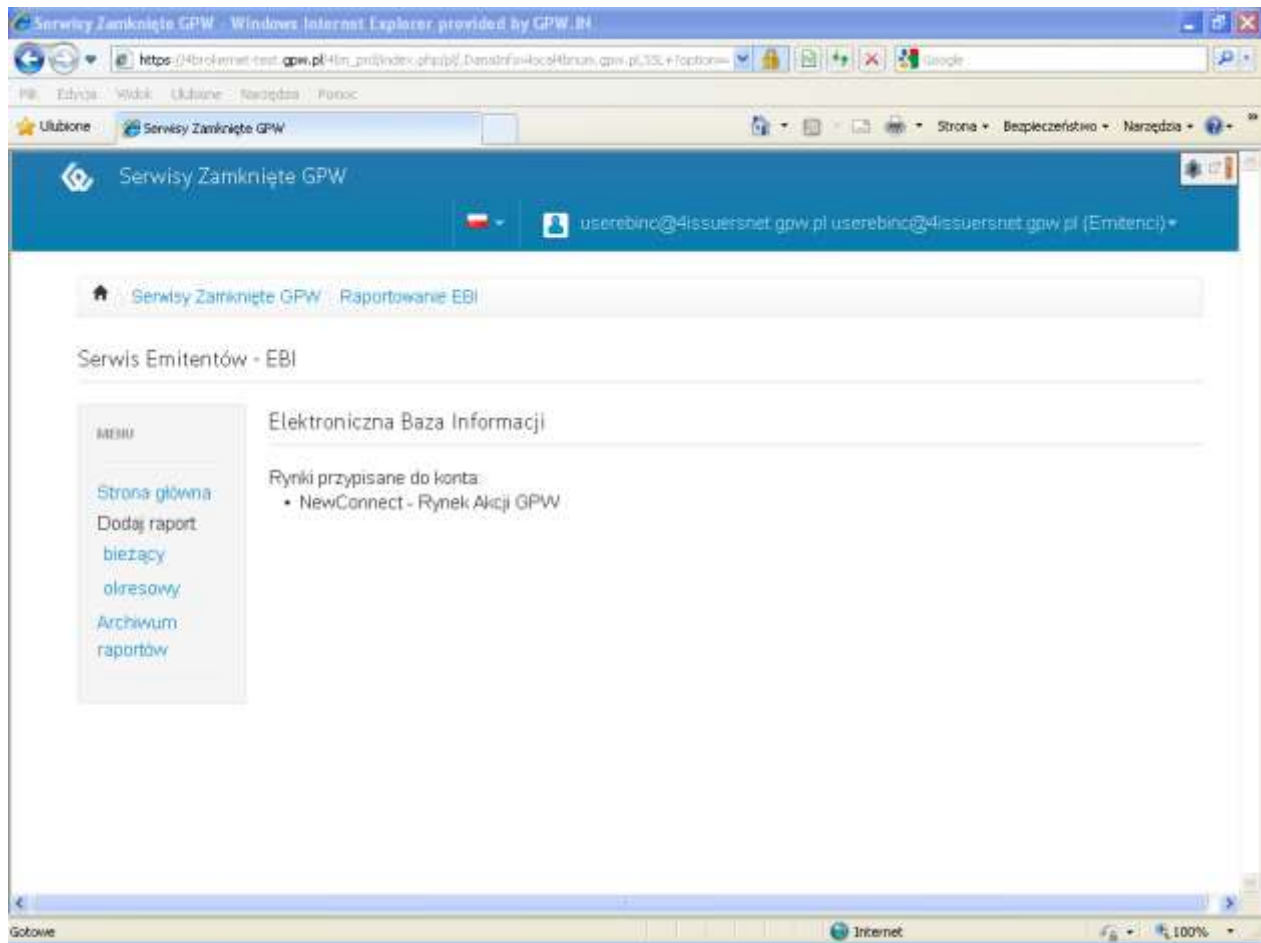 Serwisy Zamknięte GPW - Windows Internet Explorer provided by GPW.IN
Google
Plik Edycja Widok Ulubione Narzędzia Pomoc
Ulubione Serwisy Zamknięte GPW Strona Bezpieczeństwo Narzędzia
Serwisy Zamknięte GPW
userebinc@4issuersnet.gpw.pl userebinc@4issuersnet.gpw.pl (Emitenci)
Serwisy Zamknięte GPW Raportowanie EBI
Serwis Emitentów - EBI
MENU
Strona główna
Dodaj raport
bieżący
okresowy
Archiwum
raportów
Elektroniczna Baza Informacji
Rynki przypisane do konta:
• NewConnect - Rynek Akcji GPW
Gotowe Internet 100%